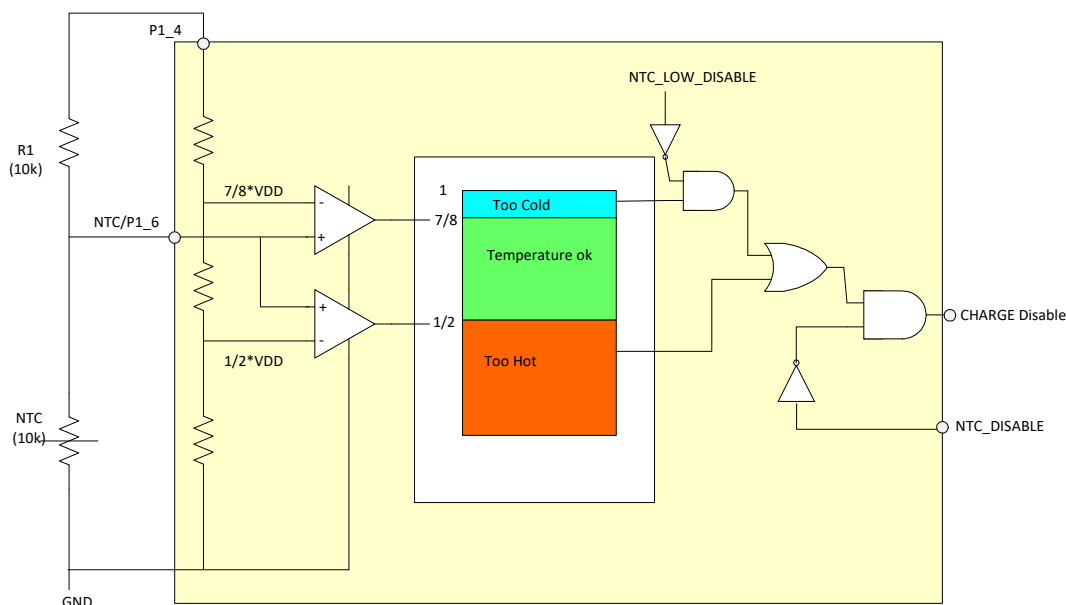 P1_4
NTC_LOW_DISABLE
R1
(10k)
7/8*VDD
-
+
1
Too Cold
7/8
NTC/P1_6
Temperature ok
+
-
1/2
1/2*VDD
Too Hot
CHARGE Disable
NTC
(10k)
NTC_DISABLE
GND